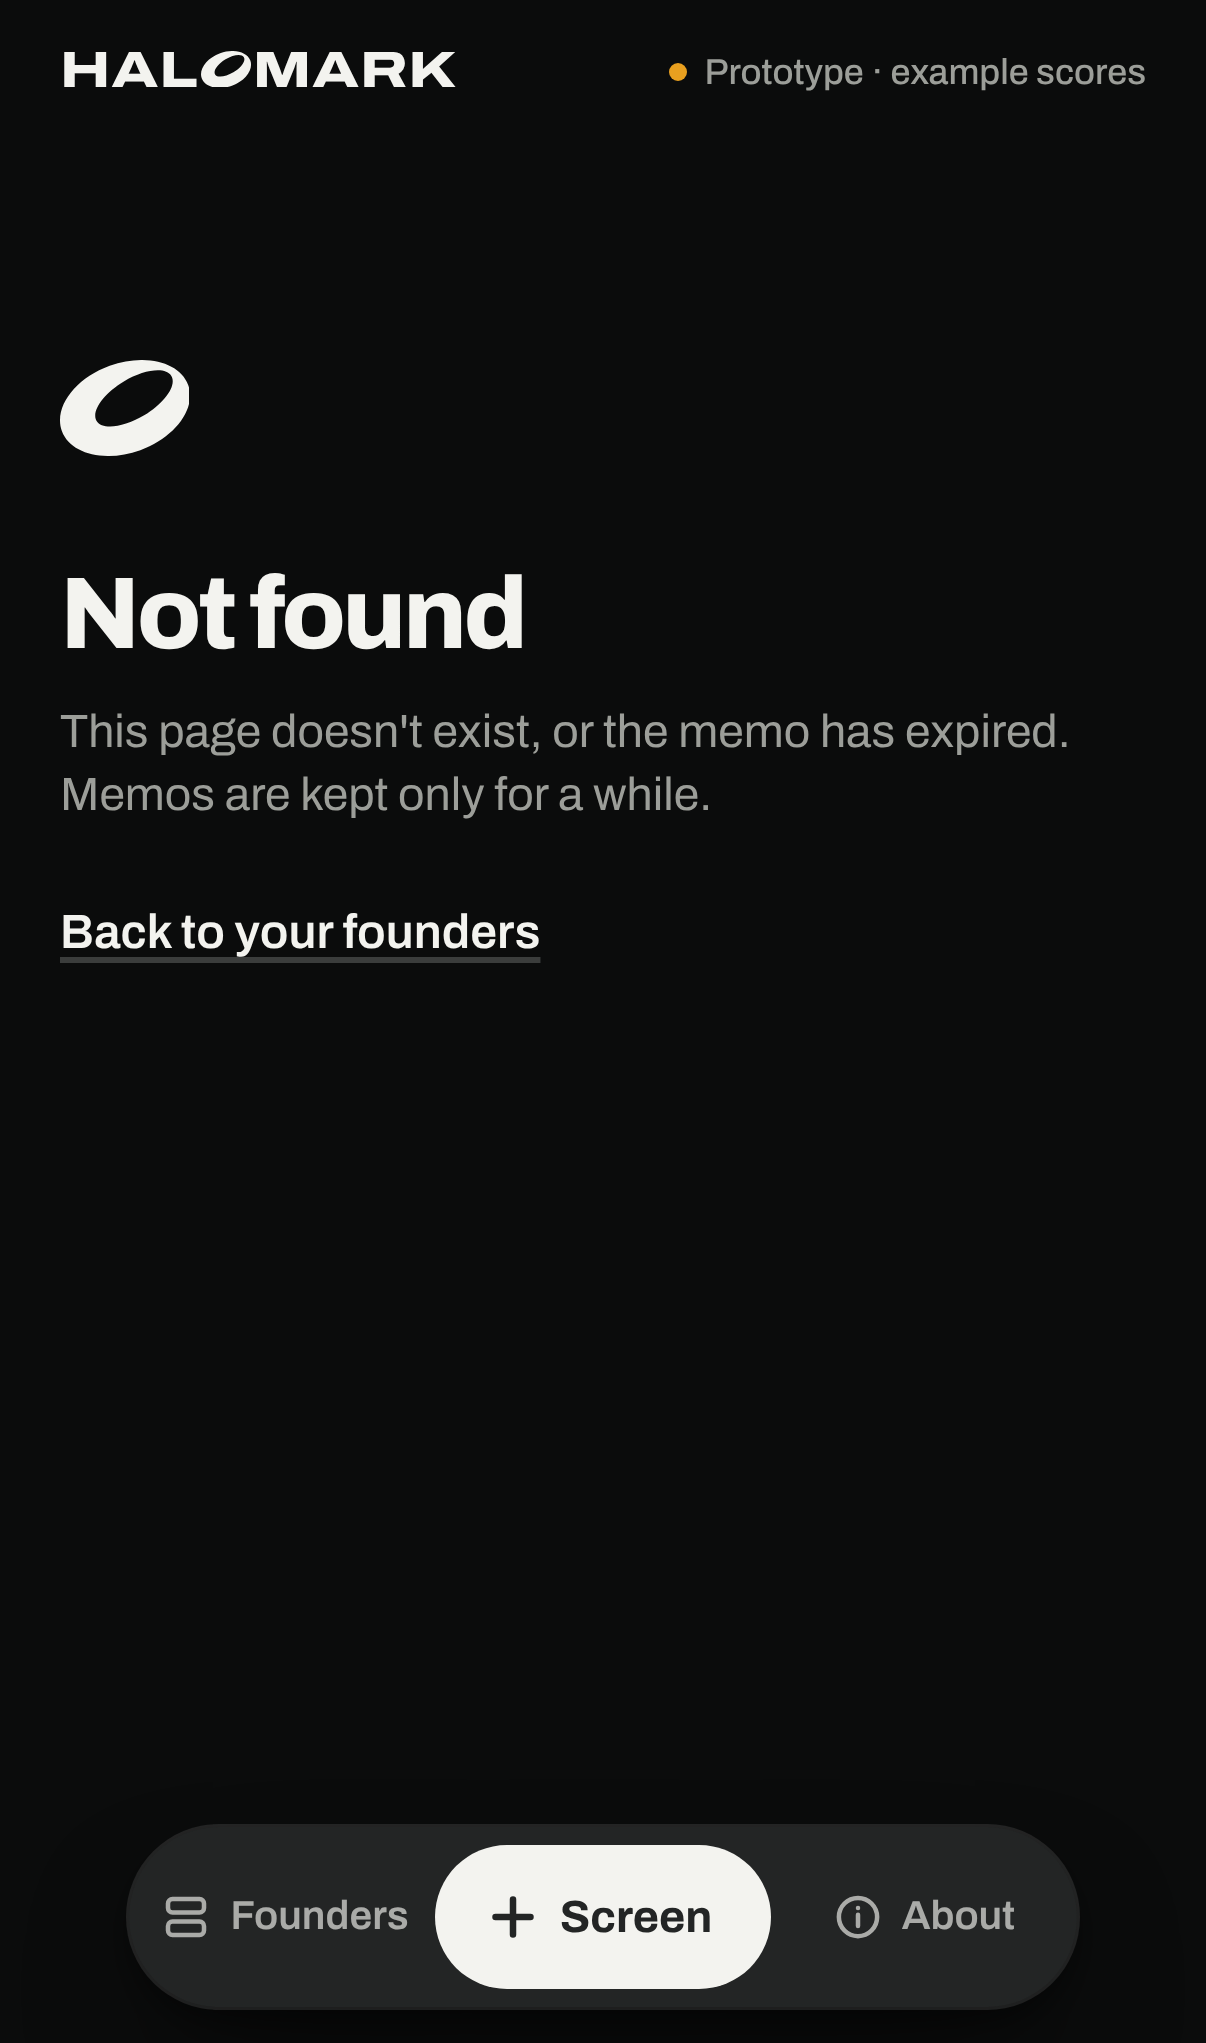 HALOMARK
Prototype · example scores
Not found
This page doesn't exist, or the memo has expired.
Memos are kept only for a while.
Back to your founders
Founders
Screen
About